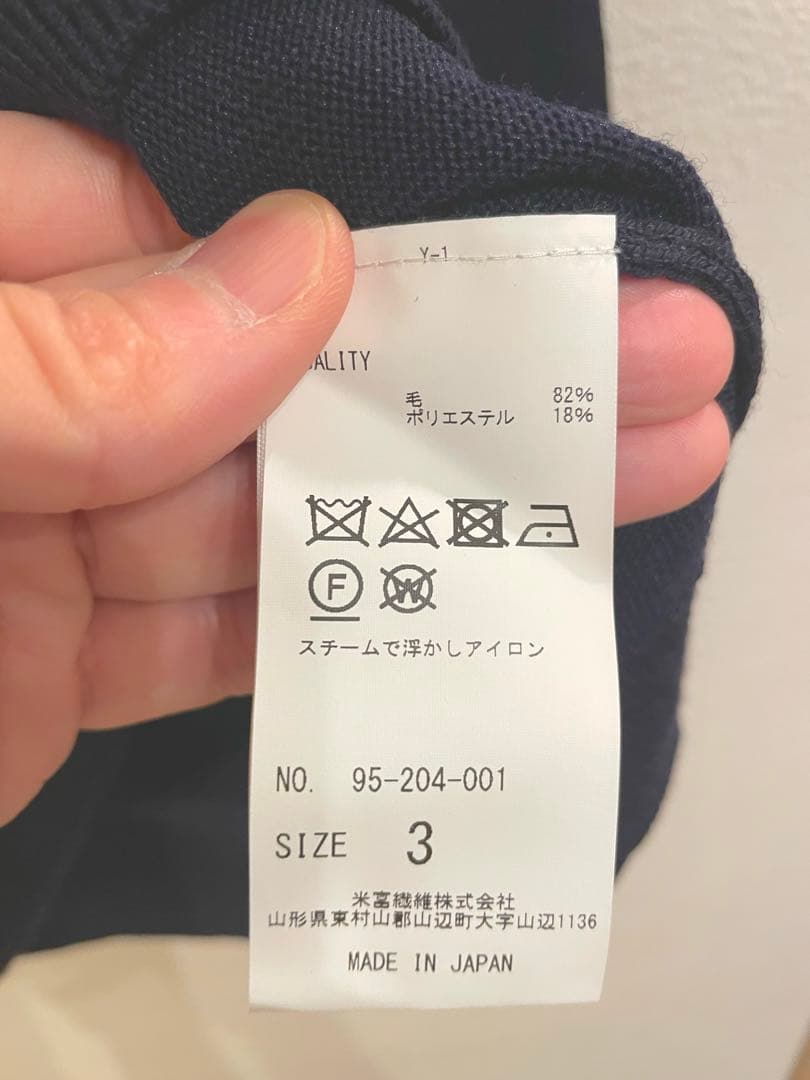 Y-1
毛 82%
ポリエステル 18%
F W
スチームで浮かしアイロン
NO. 95-204-001
SIZE 3
米富繊維株式会社
山形県東村山郡山辺町大字山辺1136
MADE IN JAPAN